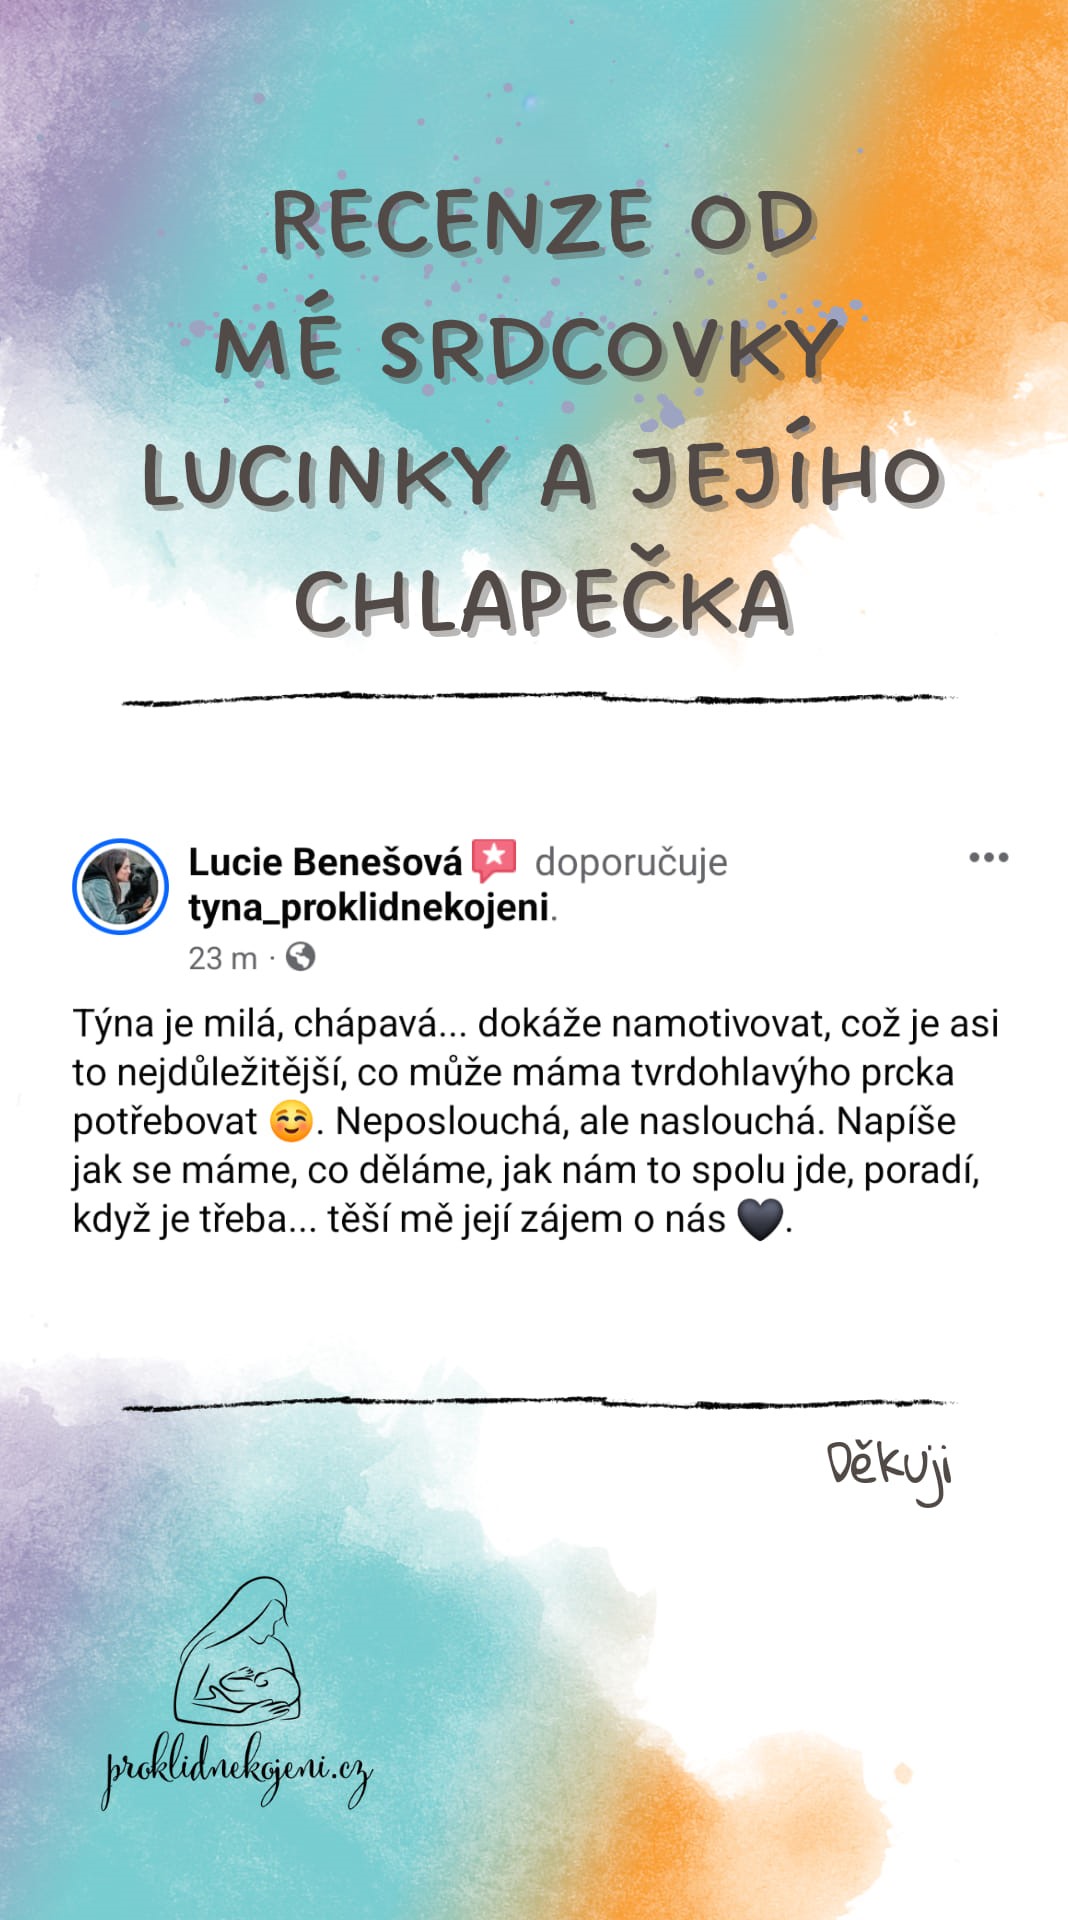 RECENZE OD
MÉ SRDCOVKY
LUCINKY A JEJÍHO
CHLAPEČKA
Lucie Benešová doporučuje
tyna_proklidnekojeni.
23 m ·
Týna je milá, chápavá... dokáže namotivovat, což je asi
to nejdůležitější, co může máma tvrdohlavýho prcka
potřebovat ☺️. Neposlouchá, ale naslouchá. Napíše
jak se máme, co děláme, jak nám to spolu jde, poradí,
když je třeba... těší mě její zájem o nás 🖤.
Děkuji
proklidnekojeni.cz